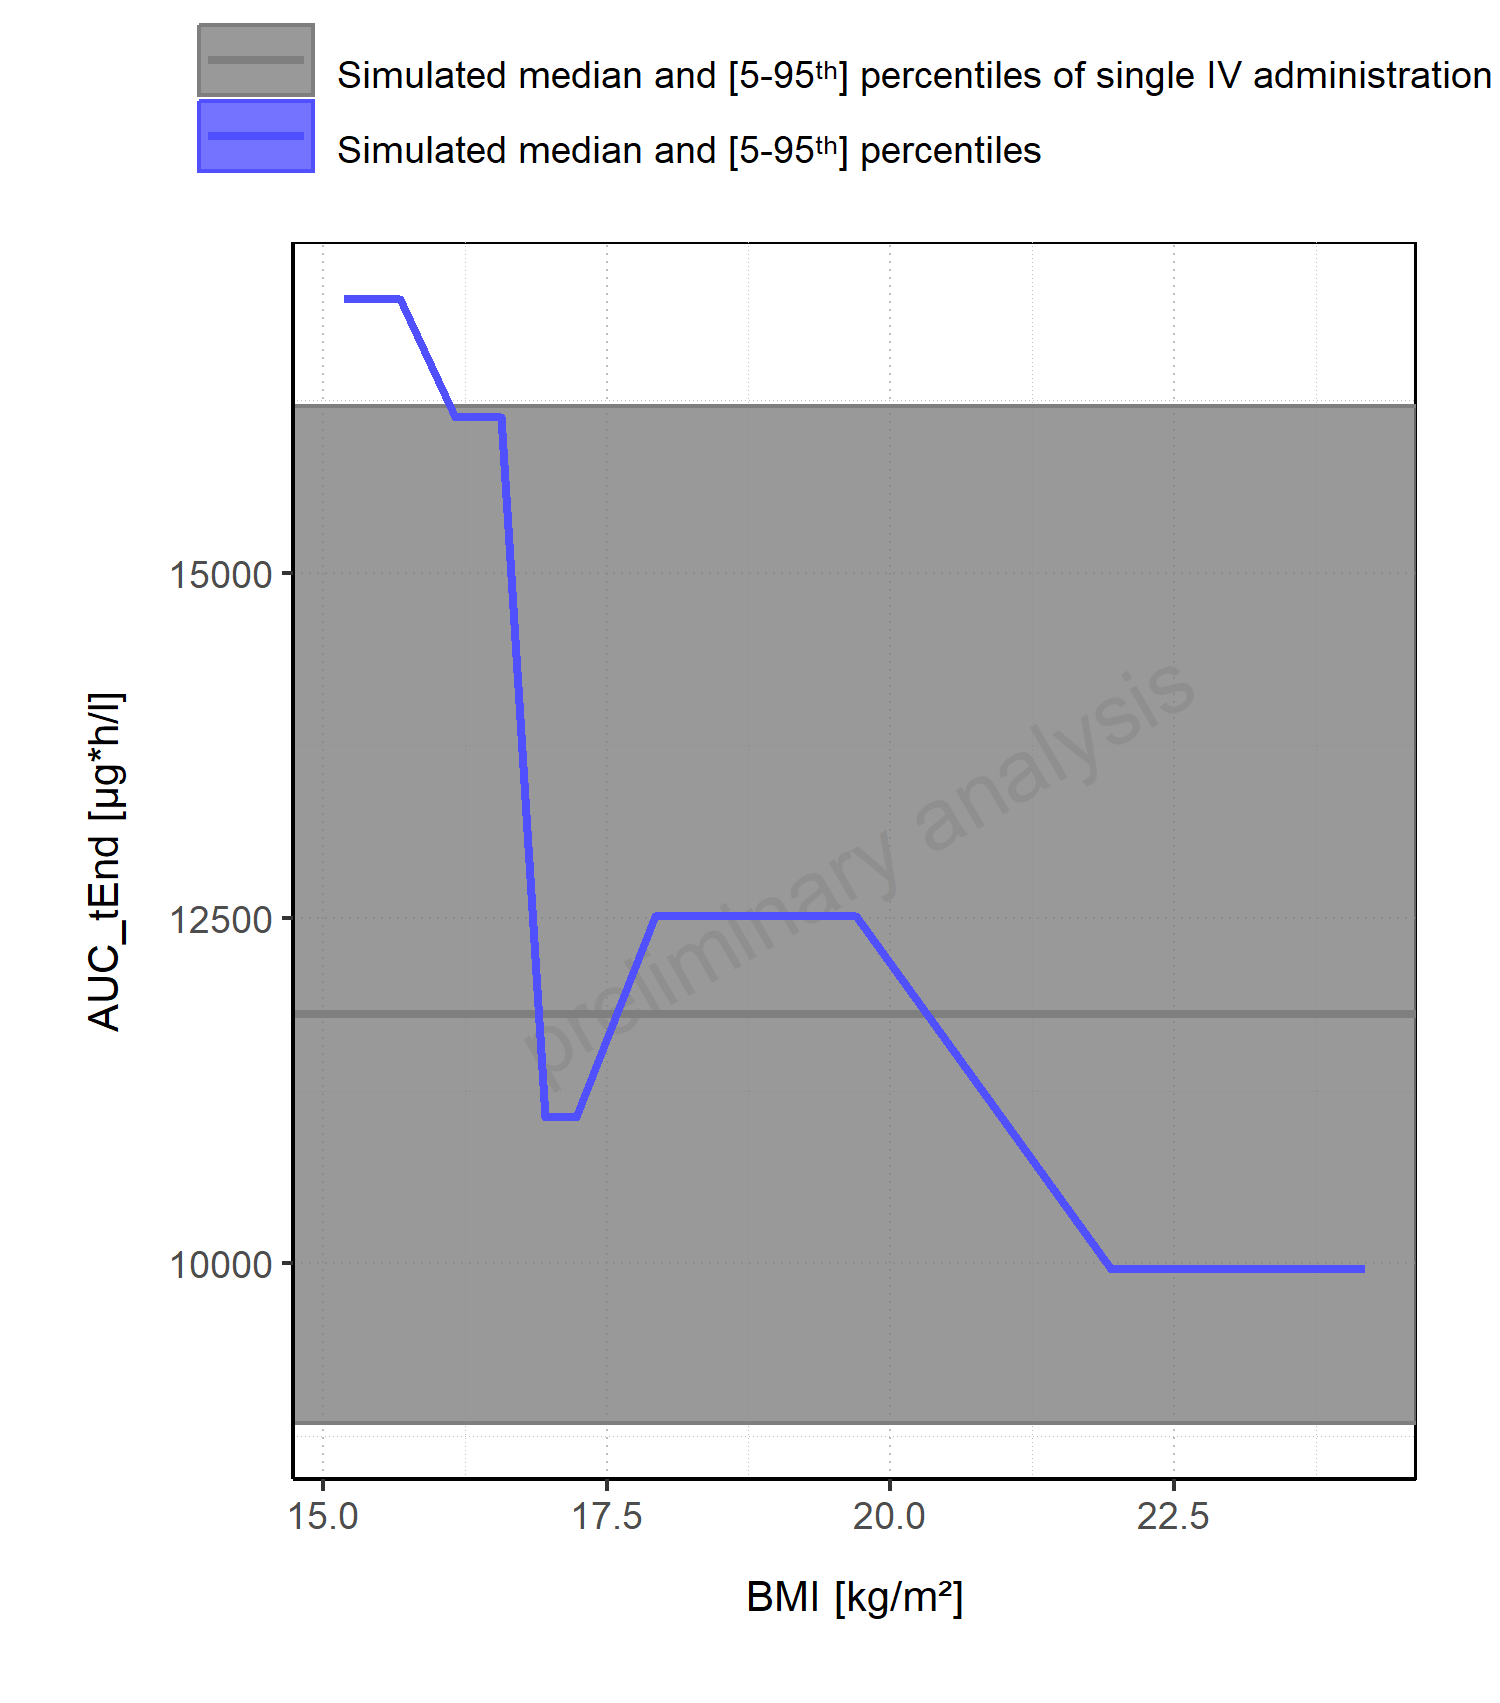 Simulated median and [5-95ᵗʰ] percentiles of single IV administration
Simulated median and [5-95ᵗʰ] percentiles
AUC_tEnd [µg*h/l]
15000
12500
10000
preliminary analysis
15.0 17.5 20.0 22.5
BMI [kg/m²]